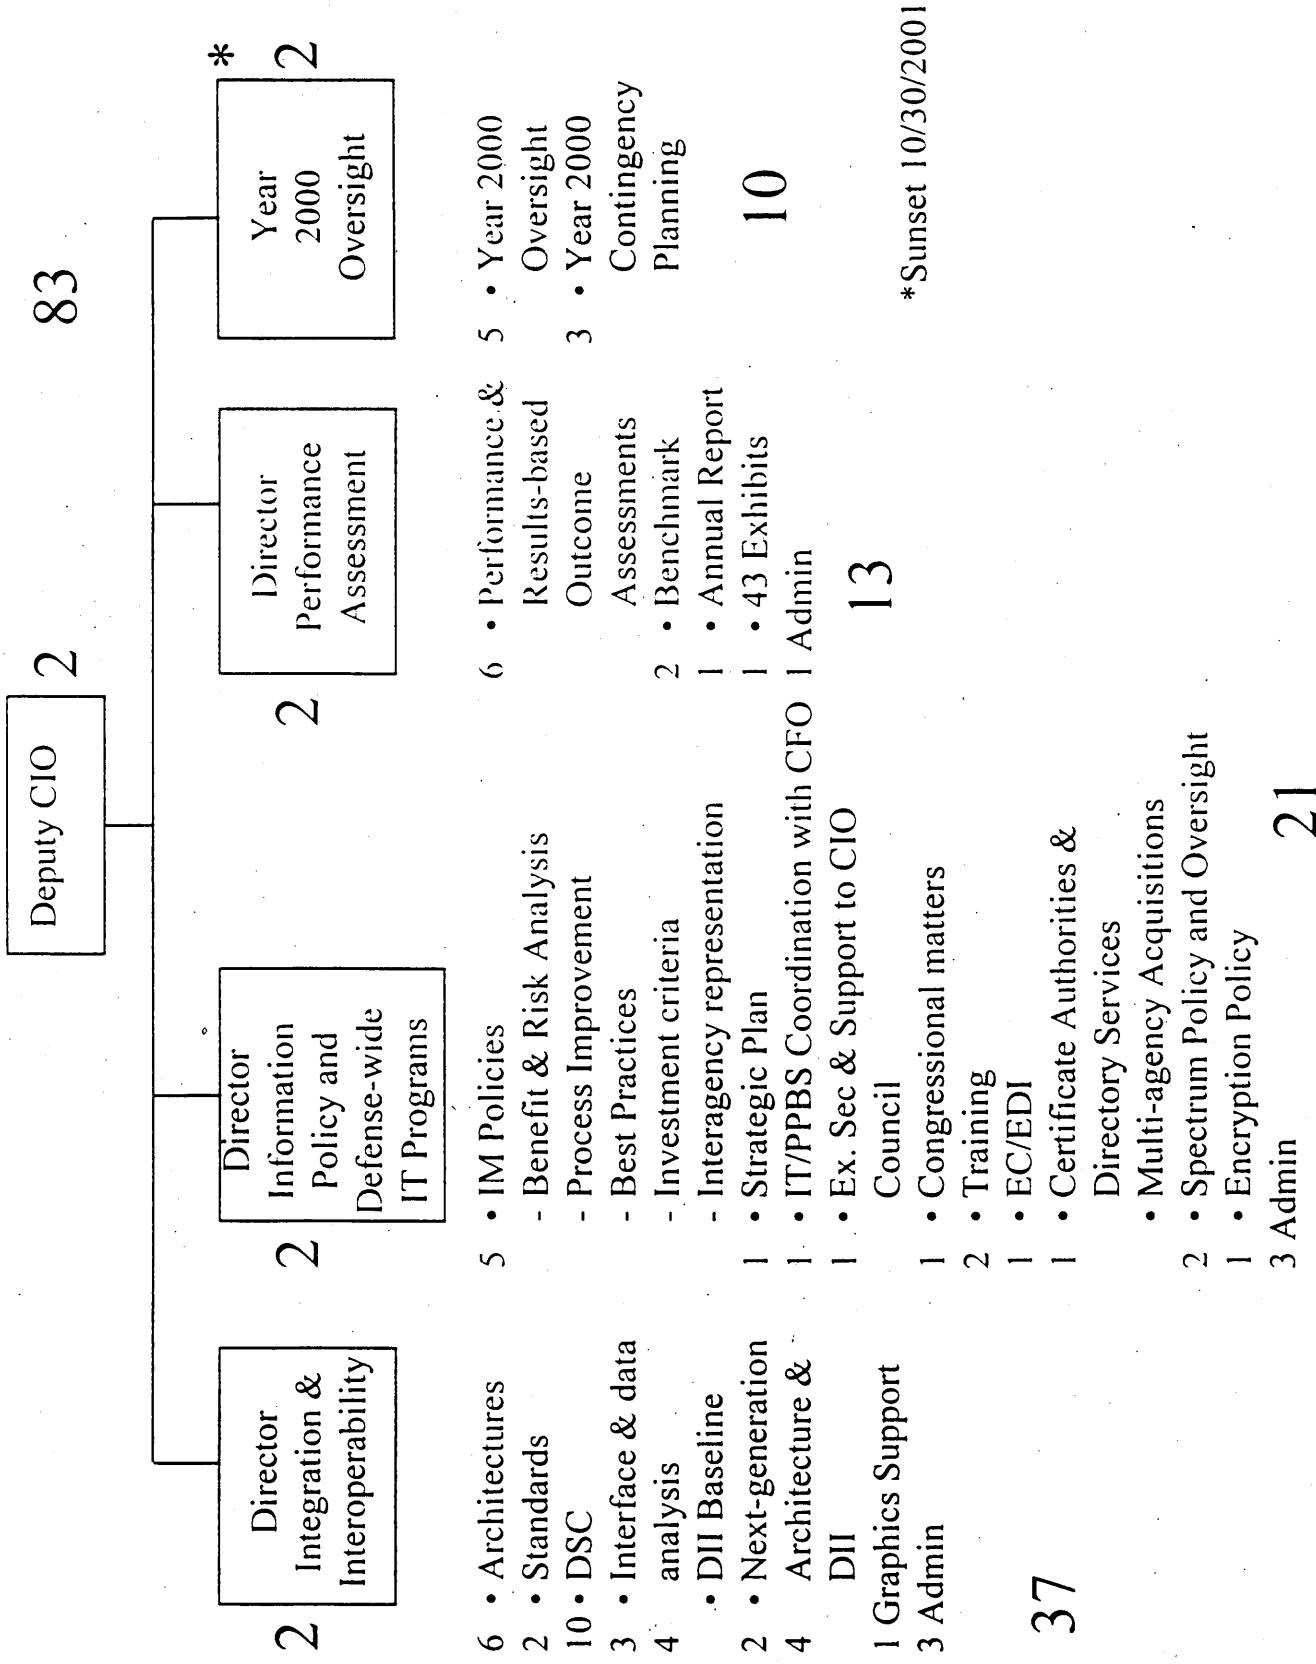 83
Deputy CIO 2
2
Director
Integration &
Interoperability
6 • Architectures
2 • Standards
10 • DSC
3 • Interface & data
4 analysis
• DII Baseline
2 • Next-generation
4 Architecture &
DII
1 Graphics Support
3 Admin
37
2
Director
Information
Policy and
Defense-wide
IT Programs
5 • IM Policies
- Benefit & Risk Analysis
- Process Improvement
- Best Practices
- Investment criteria
- Interagency representation
1 • Strategic Plan
1 • IT/PPBS Coordination with CFO
1 • Ex. Sec & Support to CIO
Council
1 • Congressional matters
2 • Training
1 • EC/EDI
1 • Certificate Authorities &
Directory Services
• Multi-agency Acquisitions
2 • Spectrum Policy and Oversight
1 • Encryption Policy
3 Admin
21
2
Director
Performance
Assessment
6 • Performance &
Results-based
Outcome
Assessments
2 • Benchmark
1 • Annual Report
1 • 43 Exhibits
1 Admin
13
*
2
Year
2000
Oversight
5 • Year 2000
Oversight
3 • Year 2000
Contingency
Planning
10
*Sunset 10/30/2001